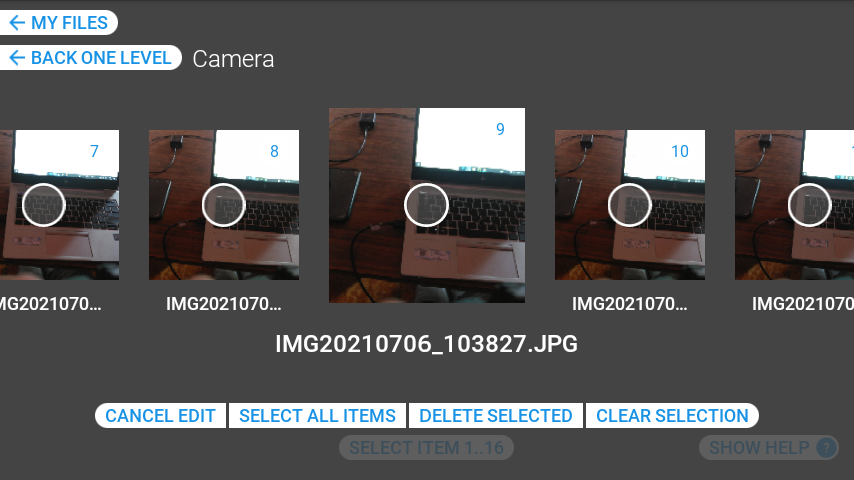 MY FILES
BACK ONE LEVEL
Camera
7
8
9
10
MG2021070...
IMG2021070...
IMG2021070...
IMG2021070...
IMG20210706_103827.JPG
CANCEL EDIT
SELECT ALL ITEMS
DELETE SELECTED
CLEAR SELECTION
SELECT ITEM 1..16
SHOW HELP ?